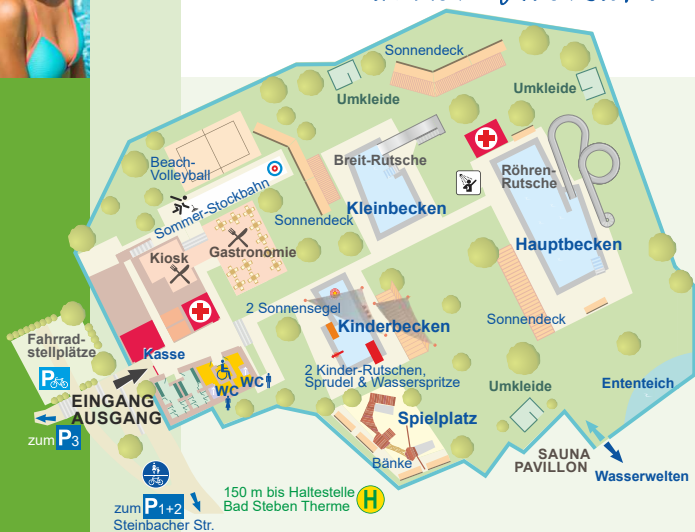 Sonnendeck
Umkleide
Umkleide
Beach-
Volleyball
Breit-Rutsche
Röhren-
Rutsche
Sommer-Stockbahn
Sonnendeck
Kleinbecken
Hauptbecken
Kiosk
Gastronomie
2 Sonnensegel
Kinderbecken
Sonnendeck
Fahrrad-
stellplätze
P
Kasse
WC
WC
2 Kinder-Rutschen,
Sprudel & Wasserspritze
Umkleide
Ententeich
EINGANG
AUSGANG
zum P3
Spielplatz
Bänke
SAUNA
PAVILLON
Wasserwelten
zum P1+2
Steinbacher Str.
150 m bis Haltestelle
Bad Steben Therme
H